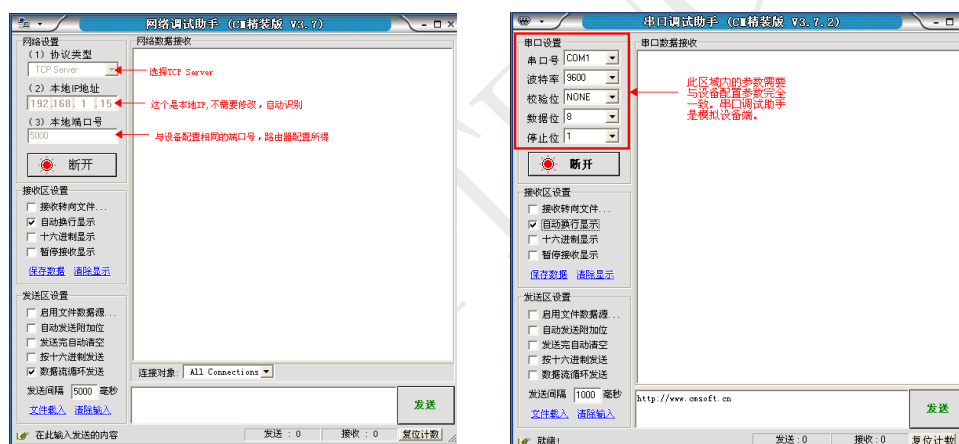 网络调试助手 (CⅡ精装版 V3.7)
网络设置
(1) 协议类型
TCP Server
(2) 本地IP地址
192.168. 1 .15
(3) 本地端口号
5000
断开
接收区设置
接收转向文件...
自动换行显示
十六进制显示
暂停接收显示
保存数据 清除显示
发送区设置
启用文件数据源...
自动发送附加位
发送完自动清空
按十六进制发送
数据流循环发送
发送间隔 5000 毫秒
文件载入 清除输入
网络数据接收
选择TCP Server
这个是本地IP,不需要修改，自动识别
与设备配置相同的端口号，路由器配置所得
连接对象: All Connections
发送
在此输入发送的内容 发送 : 0 接收 : 0 复位计数
串口调试助手 (CⅡ精装版 V3.7.2)
串口设置
串口号 COM1
波特率 9600
校验位 NONE
数据位 8
停止位 1
断开
接收区设置
接收转向文件...
自动换行显示
十六进制显示
暂停接收显示
保存数据 清除显示
发送区设置
启用文件数据源...
自动发送附加位
发送完自动清空
按十六进制发送
数据流循环发送
发送间隔 1000 毫秒
文件载入 清除输入
串口数据接收
此区域内的参数需要
与设备配置参数完全
一致。串口调试助手
是模拟设备端。
http://www.cmsoft.cn
发送
就绪! 发送 : 0 接收 : 0 复位计数